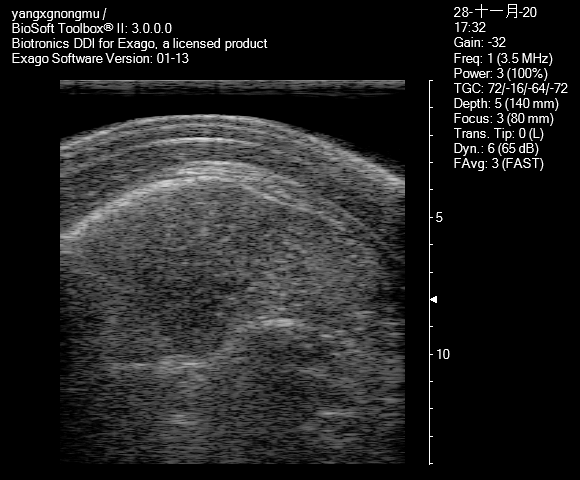 yangxgnongmu /
BioSoft Toolbox® II: 3.0.0.0
Biotronics DDI for Exago, a licensed product
Exago Software Version: 01-13
28-十一月-20
17:32
Gain: -32
Freq: 1 (3.5 MHz)
Power: 3 (100%)
TGC: 72/-16/-64/-72
Depth: 5 (140 mm)
Focus: 3 (80 mm)
Trans. Tip: 0 (L)
Dyn.: 6 (65 dB)
FAvg: 3 (FAST)
5
10